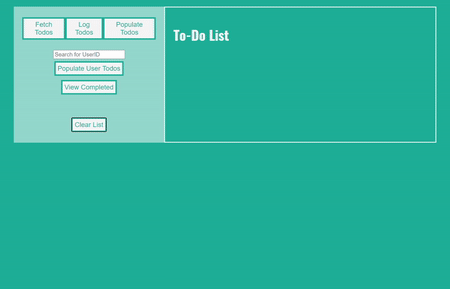 Fetch Log Populate
Todos Todos Todos
To-Do List
Search for UserID
Populate User Todos
View Completed
Clear List